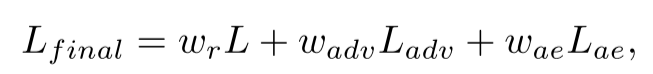 $L_{final} = w_r L + w_{adv} L_{adv} + w_{ae} L_{ae},$